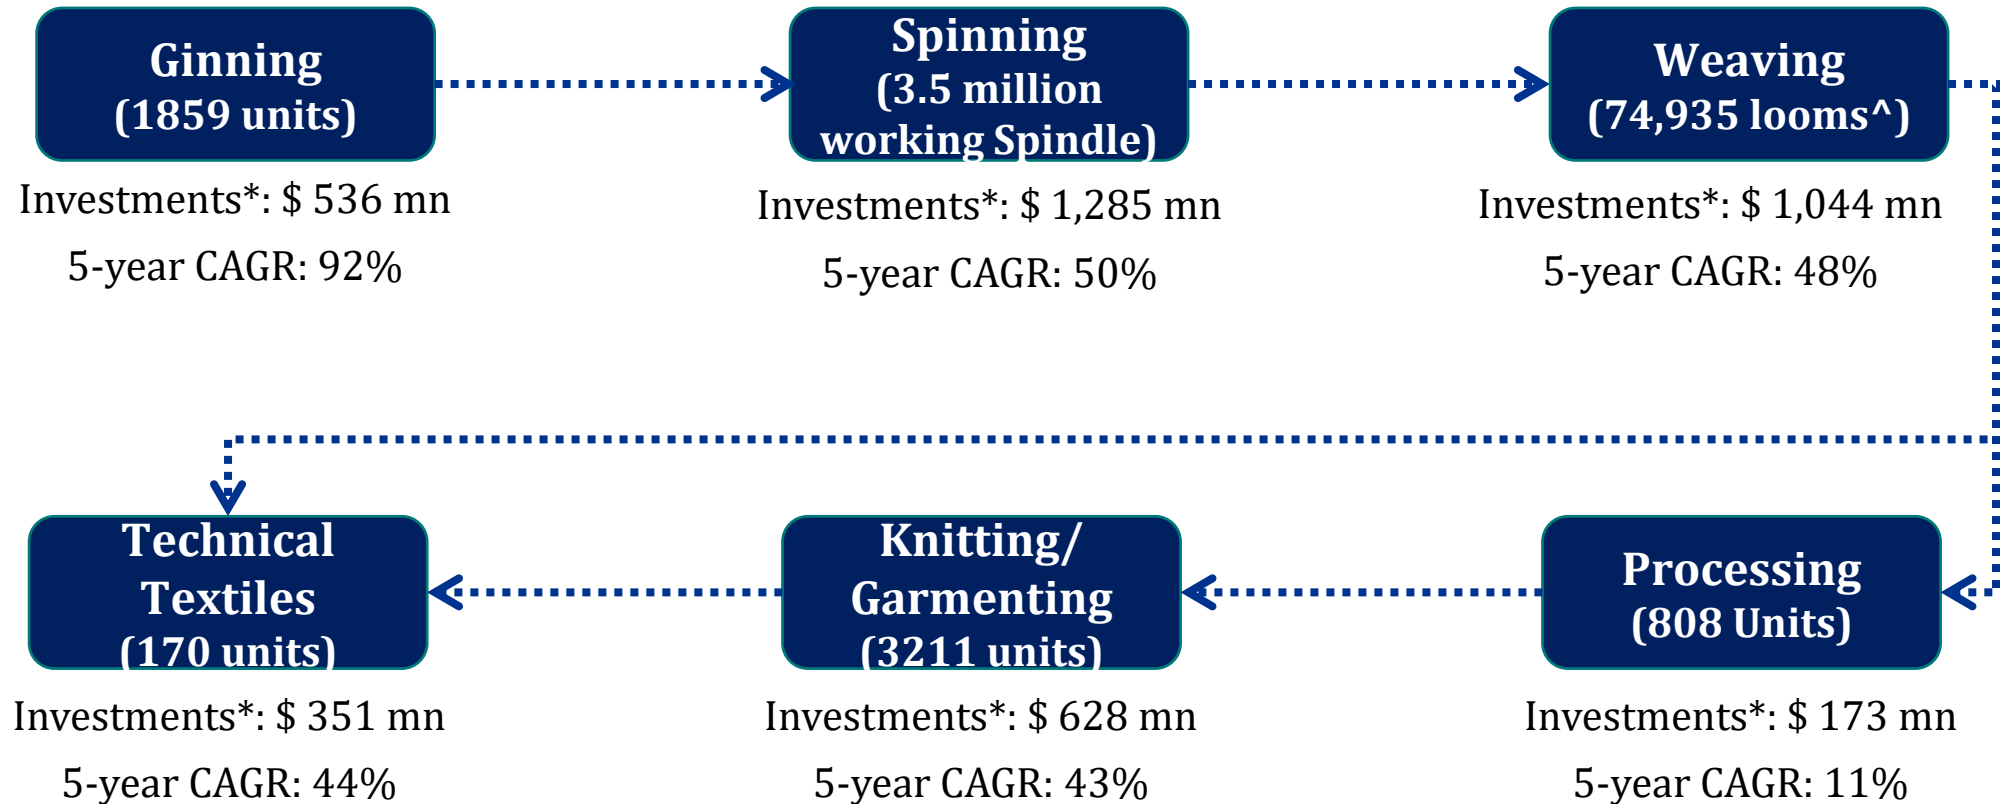 Ginning
(1859 units)
Investments*: $ 536 mn
5-year CAGR: 92%
Spinning
(3.5 million
working Spindle)
Investments*: $ 1,285 mn
5-year CAGR: 50%
Weaving
(74,935 looms^)
Investments*: $ 1,044 mn
5-year CAGR: 48%
Technical
Textiles
(170 units)
Investments*: $ 351 mn
5-year CAGR: 44%
Knitting/
Garmenting
(3211 units)
Investments*: $ 628 mn
5-year CAGR: 43%
Processing
(808 Units)
Investments*: $ 173 mn
5-year CAGR: 11%